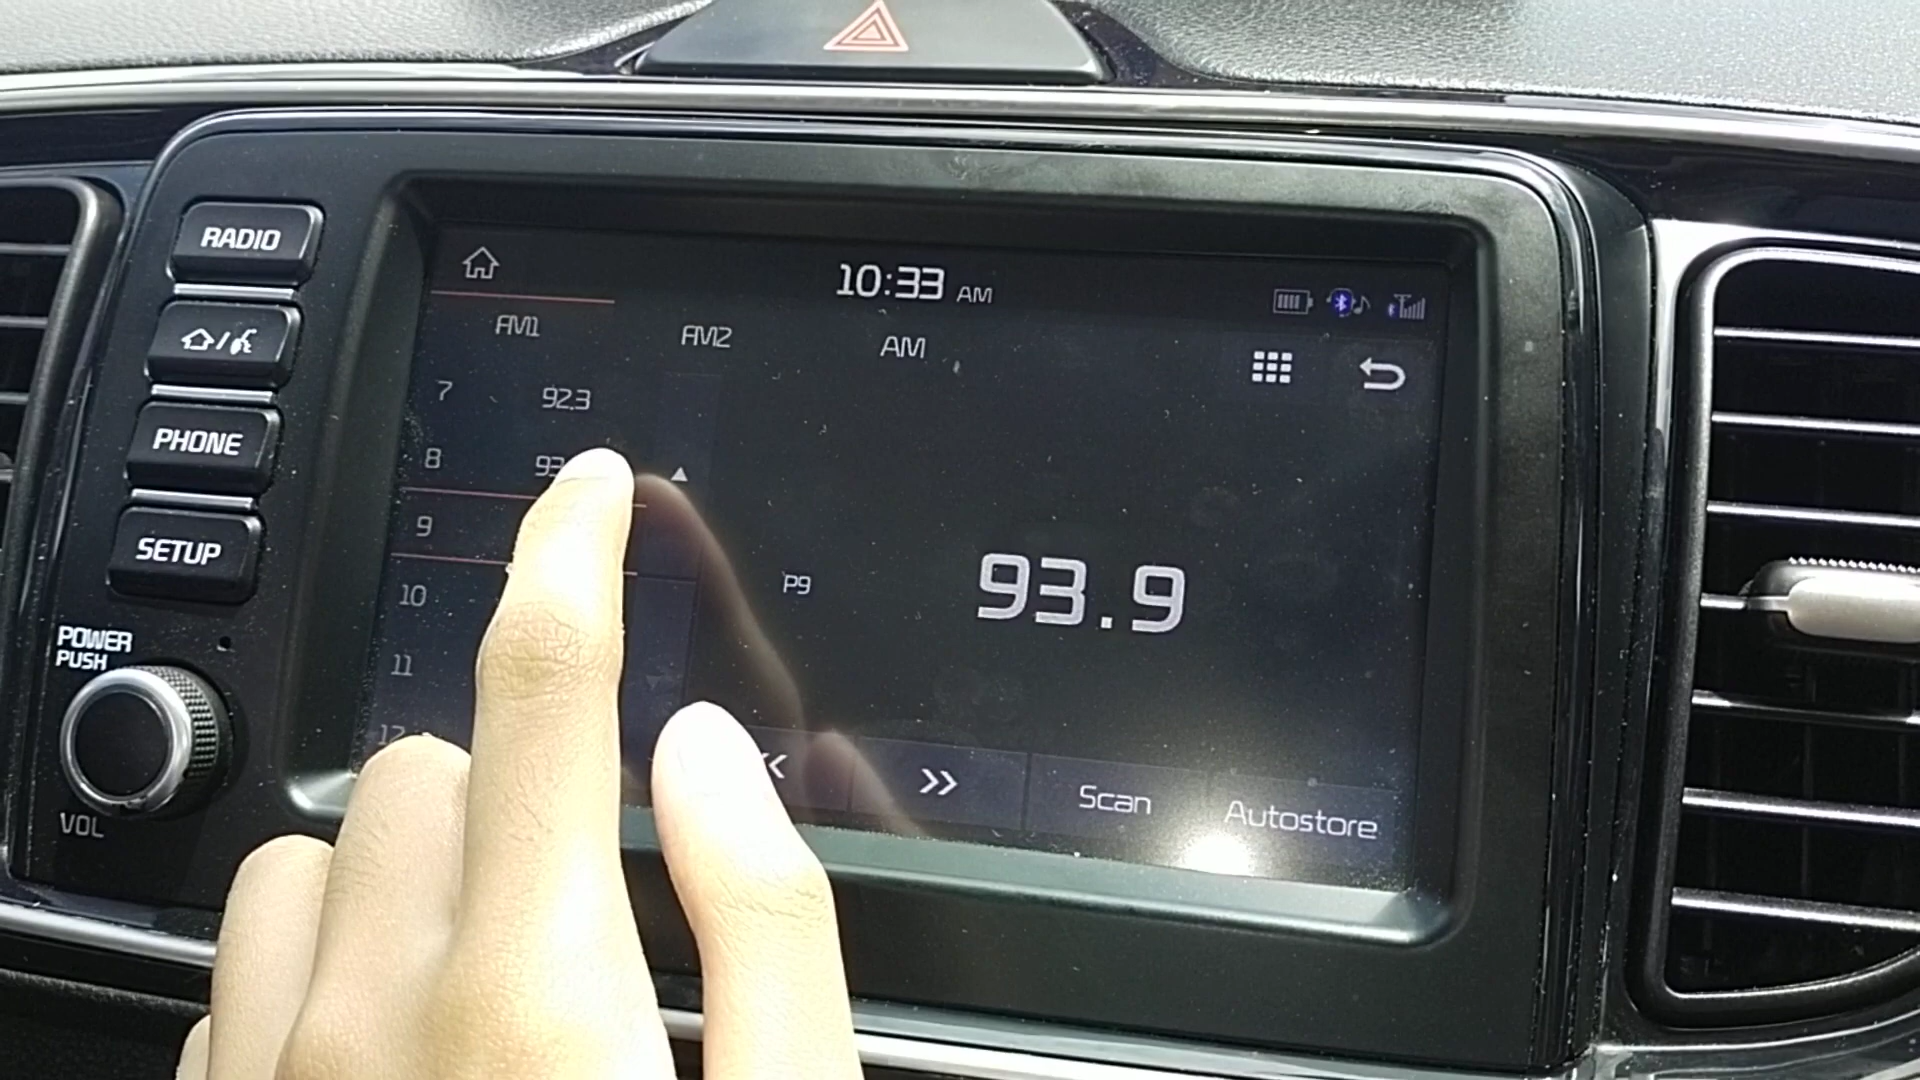 RADIO
PHONE
SETUP
POWER
PUSH
VOL
10:33 AM
FM1 FM2 AM
7 92.3
8
9
10
11
12
P9 93.9
Scan Autostore